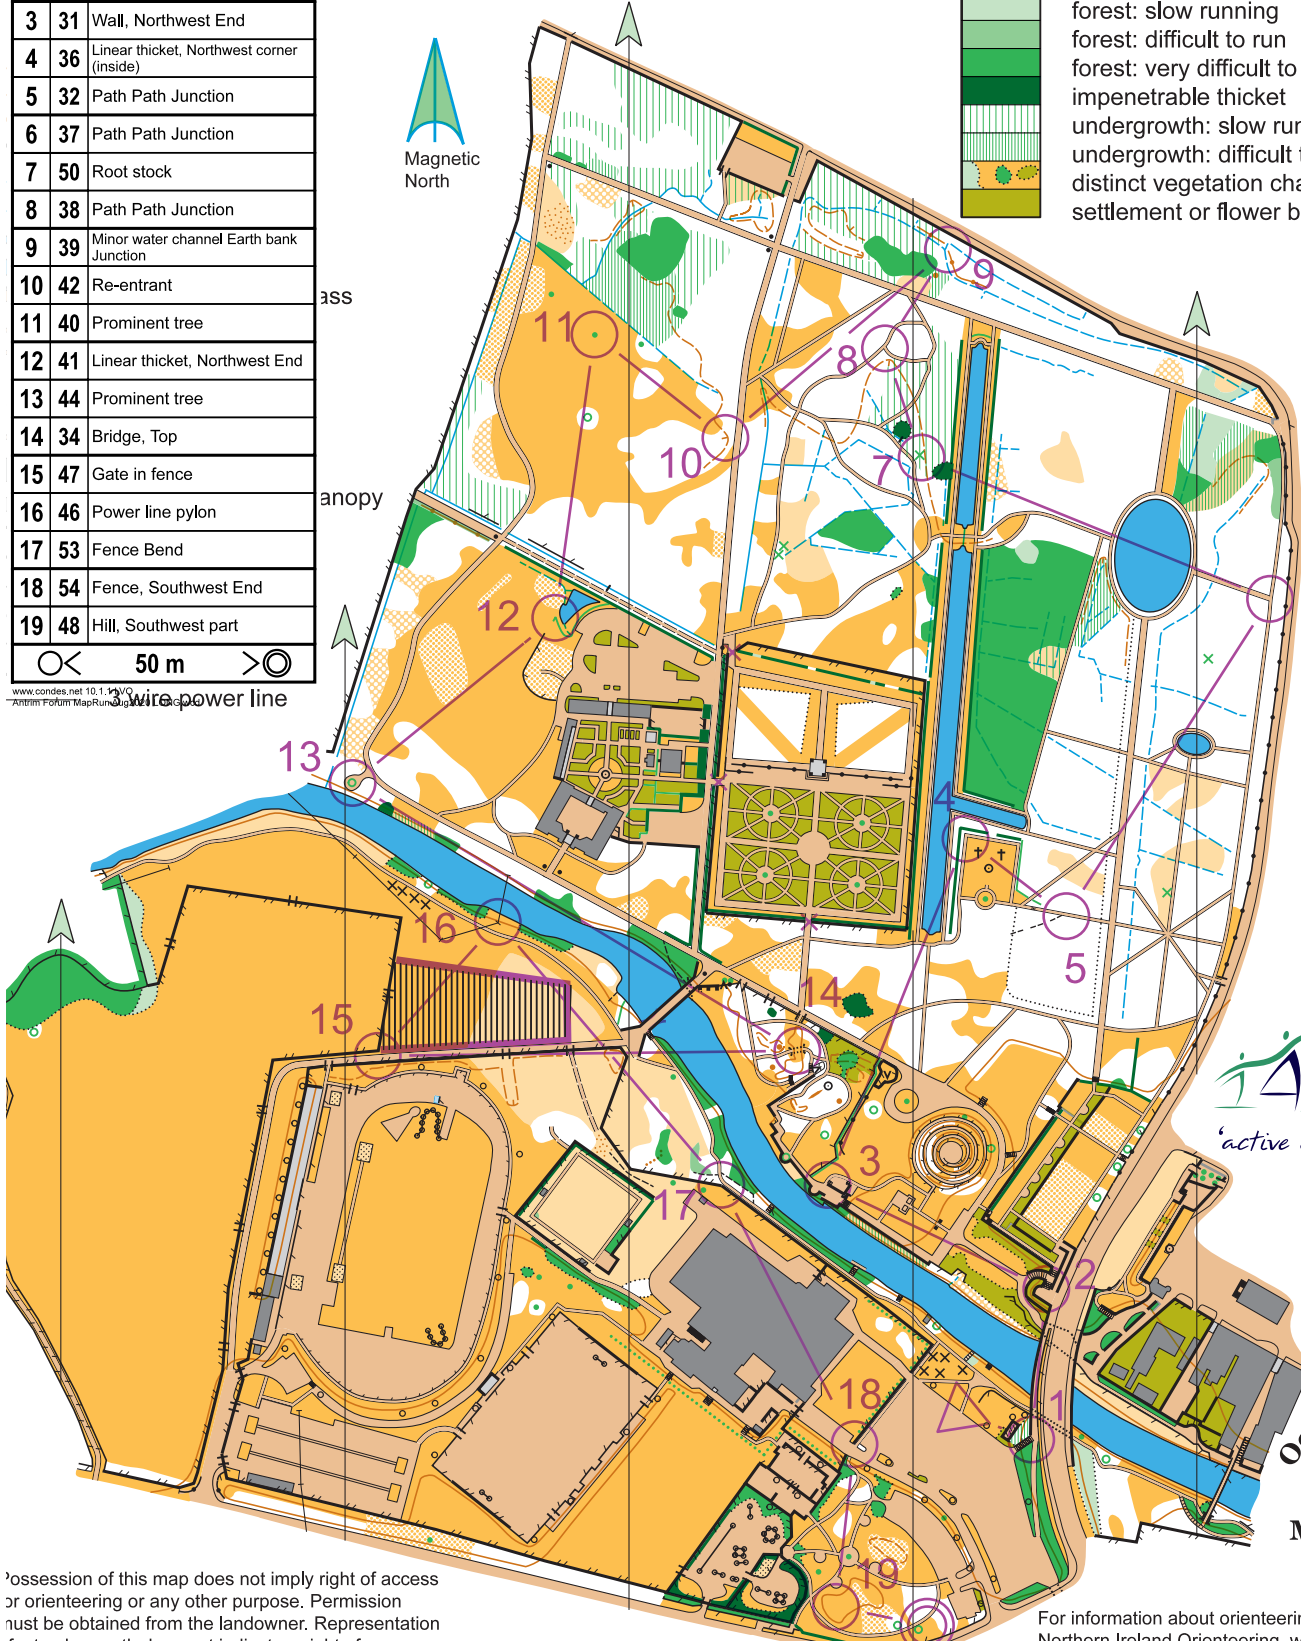 3 31 Wall, Northwest End
4 36 Linear thicket, Northwest corner
(inside)
5 32 Path Path Junction
6 37 Path Path Junction
7 50 Root stock
8 38 Path Path Junction
9 39 Minor water channel Earth bank
Junction
10 42 Re-entrant
11 40 Prominent tree
12 41 Linear thicket, Northwest End
13 44 Prominent tree
14 34 Bridge, Top
15 47 Gate in fence
16 46 Power line pylon
17 53 Fence Bend
18 54 Fence, Southwest End
19 48 Hill, Southwest part
50 m
www.condes.net
Antrim Forum
3 wire power line
ass
anopy
Magnetic
North
forest: slow running
forest: difficult to run
forest: very difficult to
impenetrable thicket
undergrowth: slow run
undergrowth: difficult t
distinct vegetation cha
settlement or flower b
9
11
8
10
7
12
13
4
16
5
14
15
3
17
2
18
1
19
A
'active
O
M
Possession of this map does not imply right of access
or orienteering or any other purpose. Permission
must be obtained from the landowner. Representation
For information about orienteerin
Northern Ireland Orienteering, w